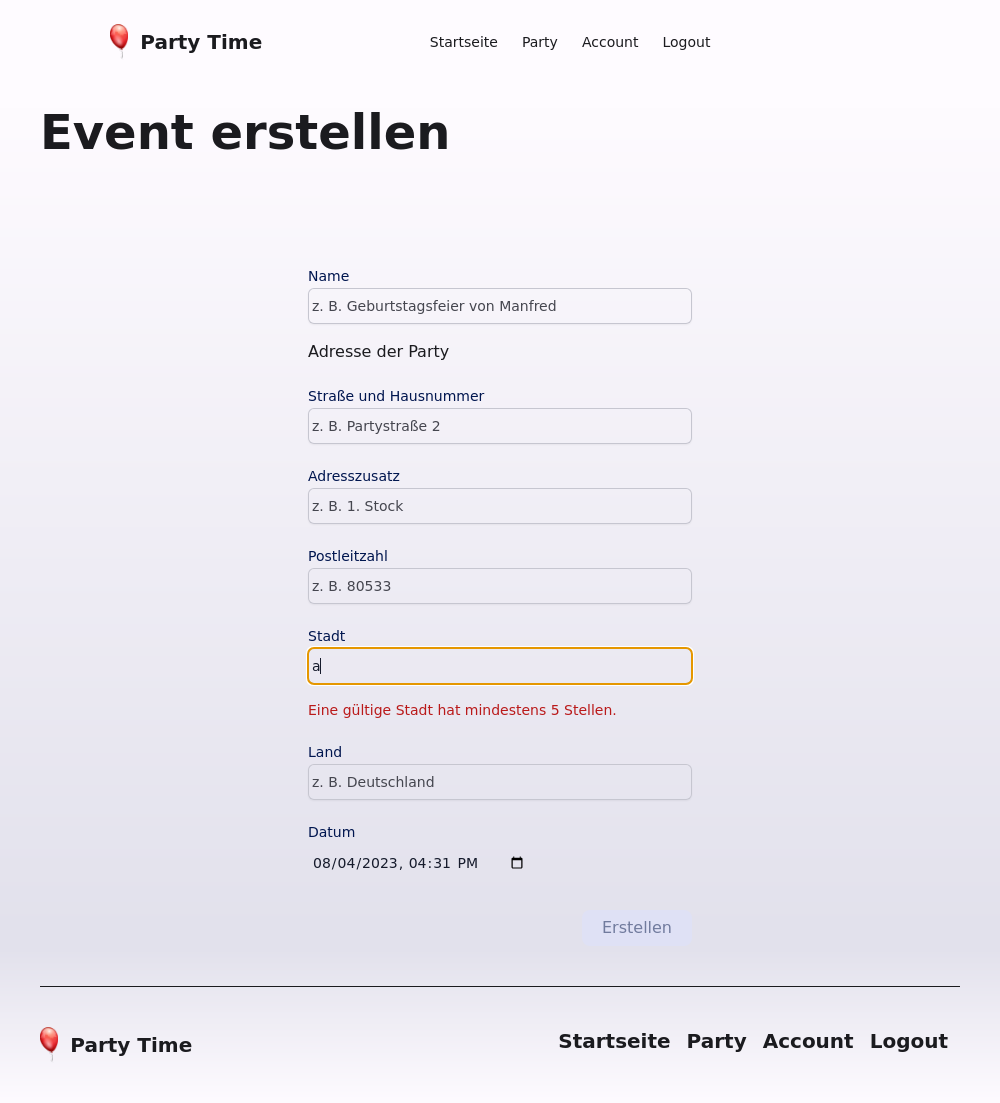 Party Time
Startseite Party Account Logout
Event erstellen
Name
z. B. Geburtstagsfeier von Manfred
Adresse der Party
Straße und Hausnummer
z. B. Partystraße 2
Adresszusatz
z. B. 1. Stock
Postleitzahl
z. B. 80533
Stadt
a
Eine gültige Stadt hat mindestens 5 Stellen.
Land
z. B. Deutschland
Datum
08/04/2023, 04:31 PM
Erstellen
Party Time
Startseite Party Account Logout